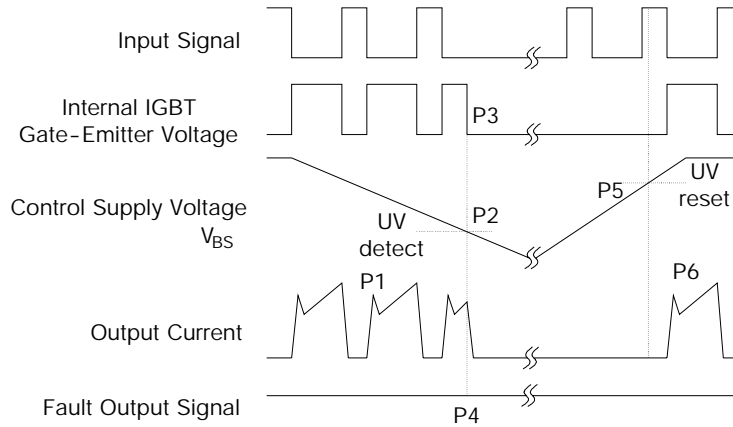 Input Signal
Internal IGBT
Gate-Emitter Voltage
P3
Control Supply Voltage
VBS
UV
detect
P2
P5
UV
reset
P1
P6
Output Current
Fault Output Signal
P4